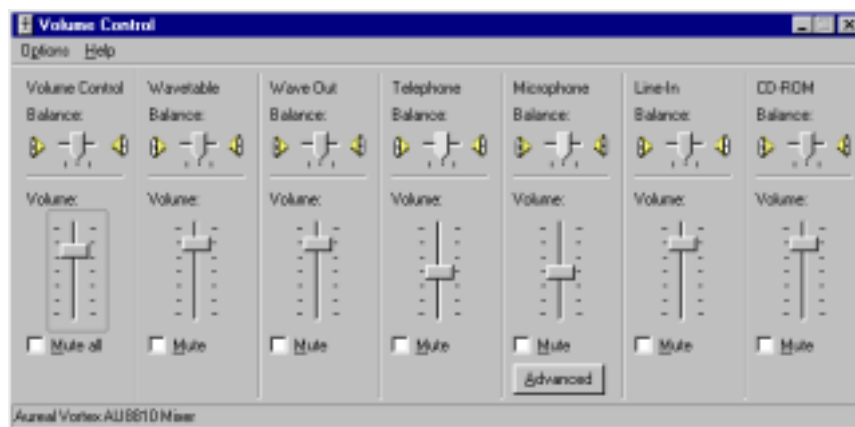 Volume Control
Options Help
Volume Control Wavetable Wave Out Telephone Microphone Line-In CD-ROM
Balance: Balance: Balance: Balance: Balance: Balance: Balance:
Volume: Volume: Volume: Volume: Volume: Volume: Volume:
Mute all Mute Mute Mute Mute Mute Mute
Advanced
Aureal Vortex AU8810 Mixer